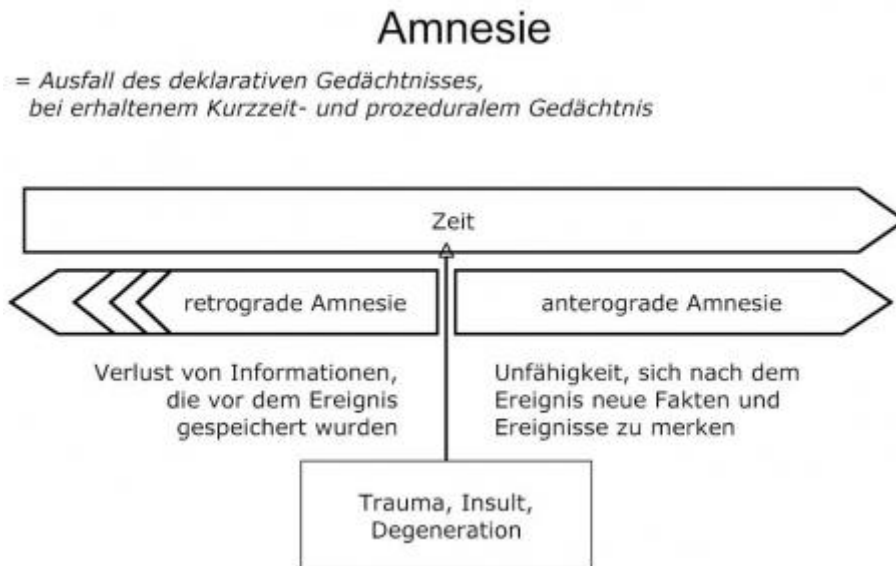 Amnesie
= Ausfall des deklarativen Gedächtnisses,
bei erhaltenem Kurzzeit- und prozeduralem Gedächtnis
Zeit
retrograde Amnesie
anterograde Amnesie
Verlust von Informationen,
die vor dem Ereignis
gespeichert wurden
Unfähigkeit, sich nach dem
Ereignis neue Fakten und
Ereignisse zu merken
Trauma, Insult,
Degeneration